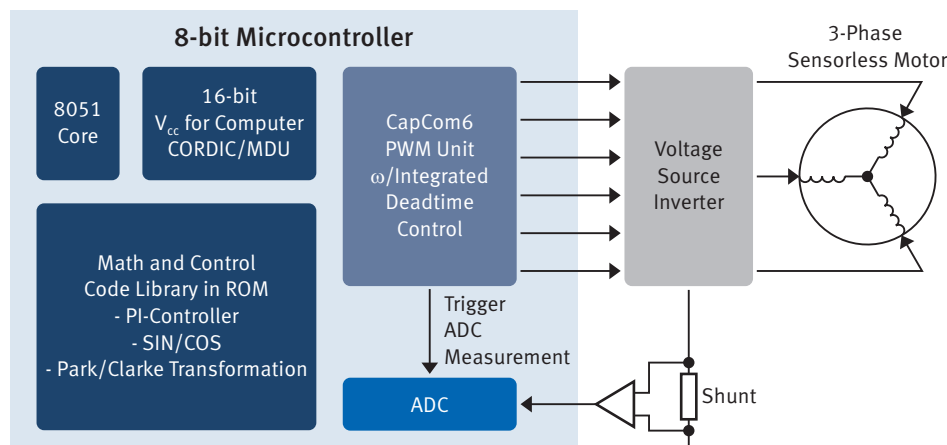 8-bit Microcontroller
8051
Core
16-bit
Vcc for Computer
CORDIC/MDU
CapCom6
PWM Unit
ω/Integrated
Deadtime
Control
Voltage
Source
Inverter
3-Phase
Sensorless Motor
Math and Control
Code Library in ROM
- PI-Controller
- SIN/COS
- Park/Clarke Transformation
Trigger
ADC
Measurement
ADC
Shunt